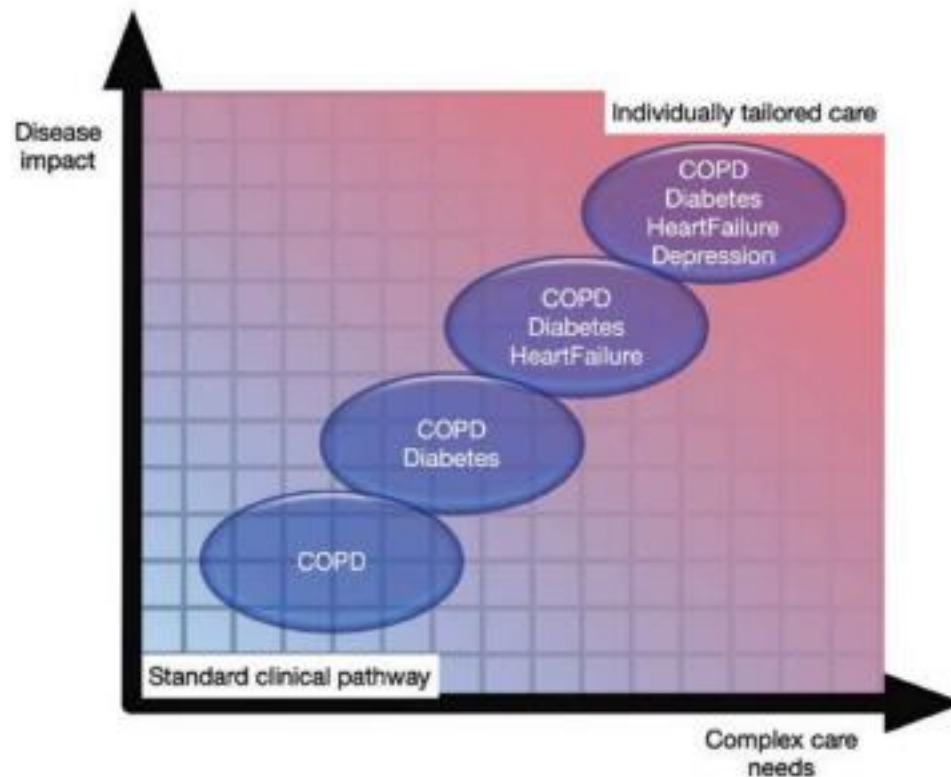 Disease
impact
Individually tailored care
COPD
Diabetes
HeartFailure
Depression
COPD
Diabetes
HeartFailure
COPD
Diabetes
COPD
Standard clinical pathway
Complex care
needs